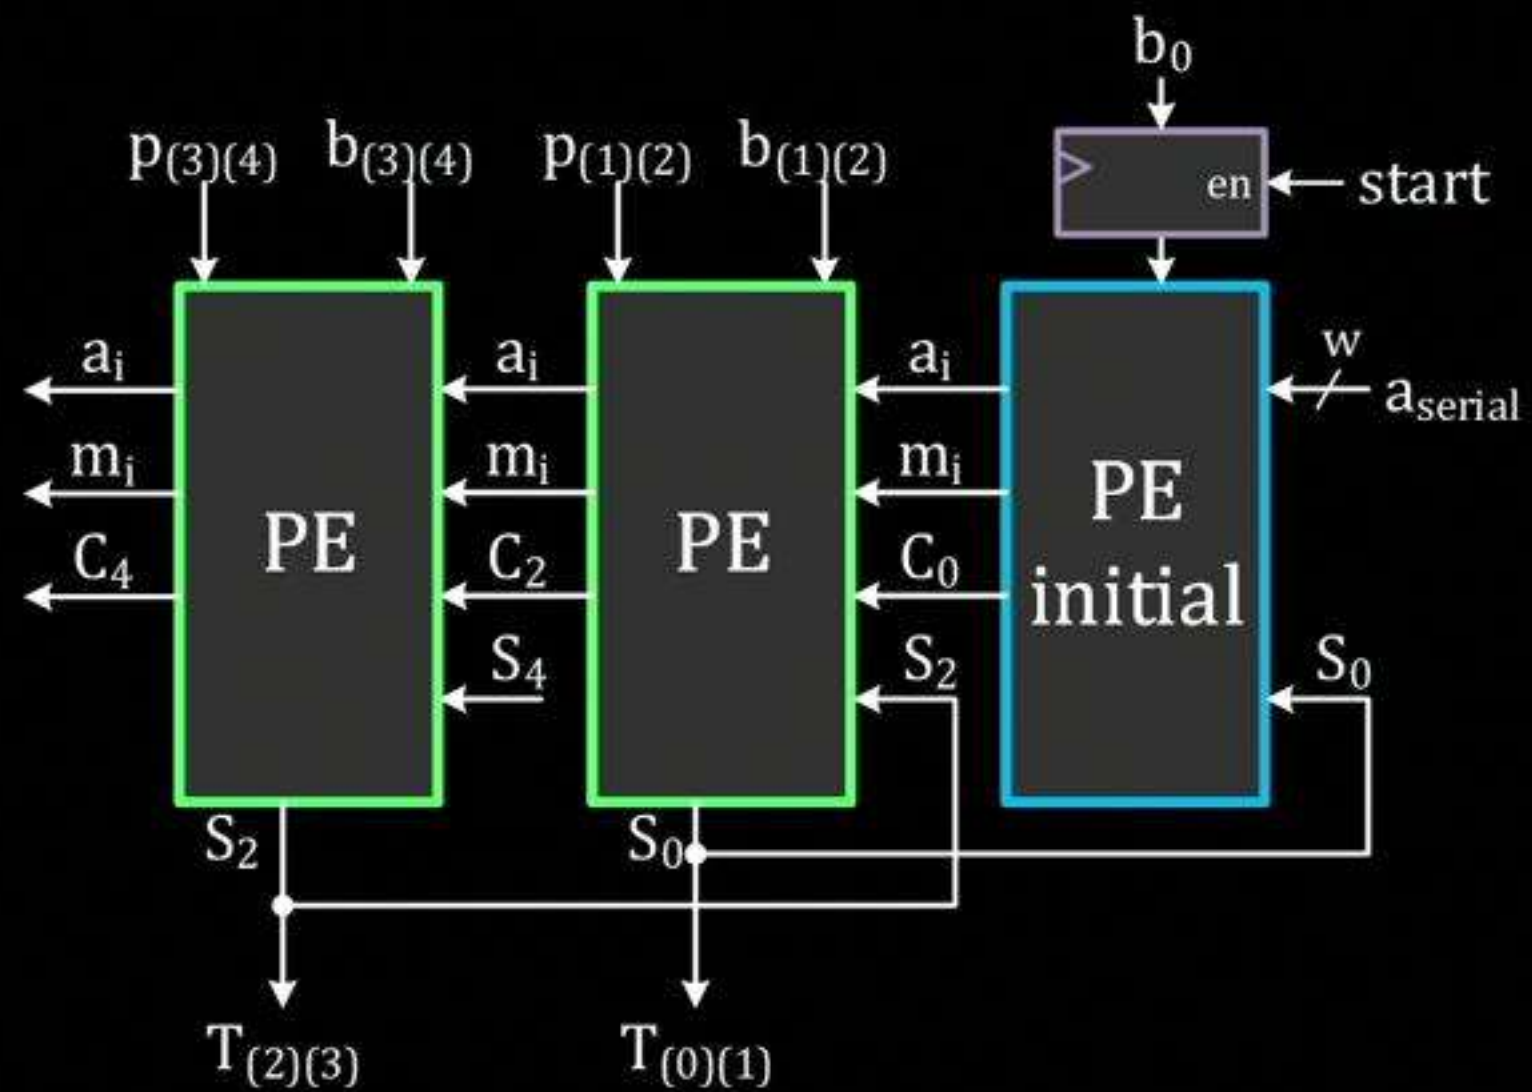 b₀
p₍₃₎₍₄₎ b₍₃₎₍₄₎ p₍₁₎₍₂₎ b₍₁₎₍₂₎
en start
aᵢ aᵢ aᵢ w
a_serial
mᵢ mᵢ mᵢ
PE PE PE initial
C₄ C₂ C₀
S₄ S₂ S₀
S₂ S₀
T₍₂₎₍₃₎ T₍₀₎₍₁₎